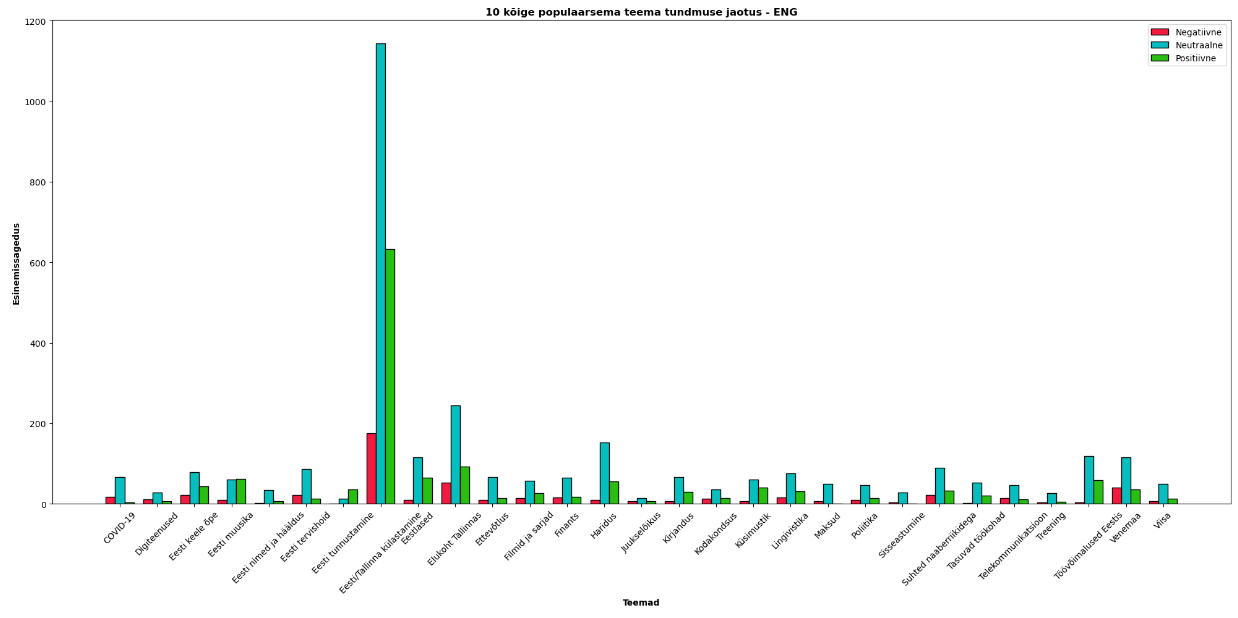 10 kõige populaarsema teema tundmuse jaotus - ENG
Negatiivne
Neutraalne
Positiivne
Esinemissagedus
1200
1000
800
600
400
200
0
COVID-19
Digiteenused
Eesti keele õpe
Eesti muusika
Eesti nimed ja hääldus
Eesti tervishoid
Eesti tunnustamine
Eesti/Tallinna külastamine
Eestlased
Elukoht Tallinnas
Ettevõtlus
Filmid ja sarjad
Finants
Haridus
Juukselõikus
Kirjandus
Kodakondsus
Küsimustik
Lingivistika
Maksud
Poliitika
Sisseastumine
Suhted naaberriikidega
Tasuvad töökohad
Telekommunikatsioon
Treening
Töövõimalused Eestis
Venemaa
Viisa
Teemad